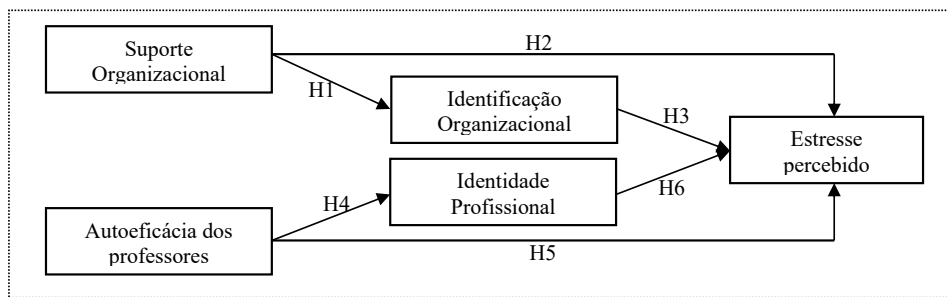 Suporte
Organizacional
H2
H1
Identificação
Organizacional
H3
Estresse
percebido
Identidade
Profissional
H6
H4
Autoeficácia dos
professores
H5